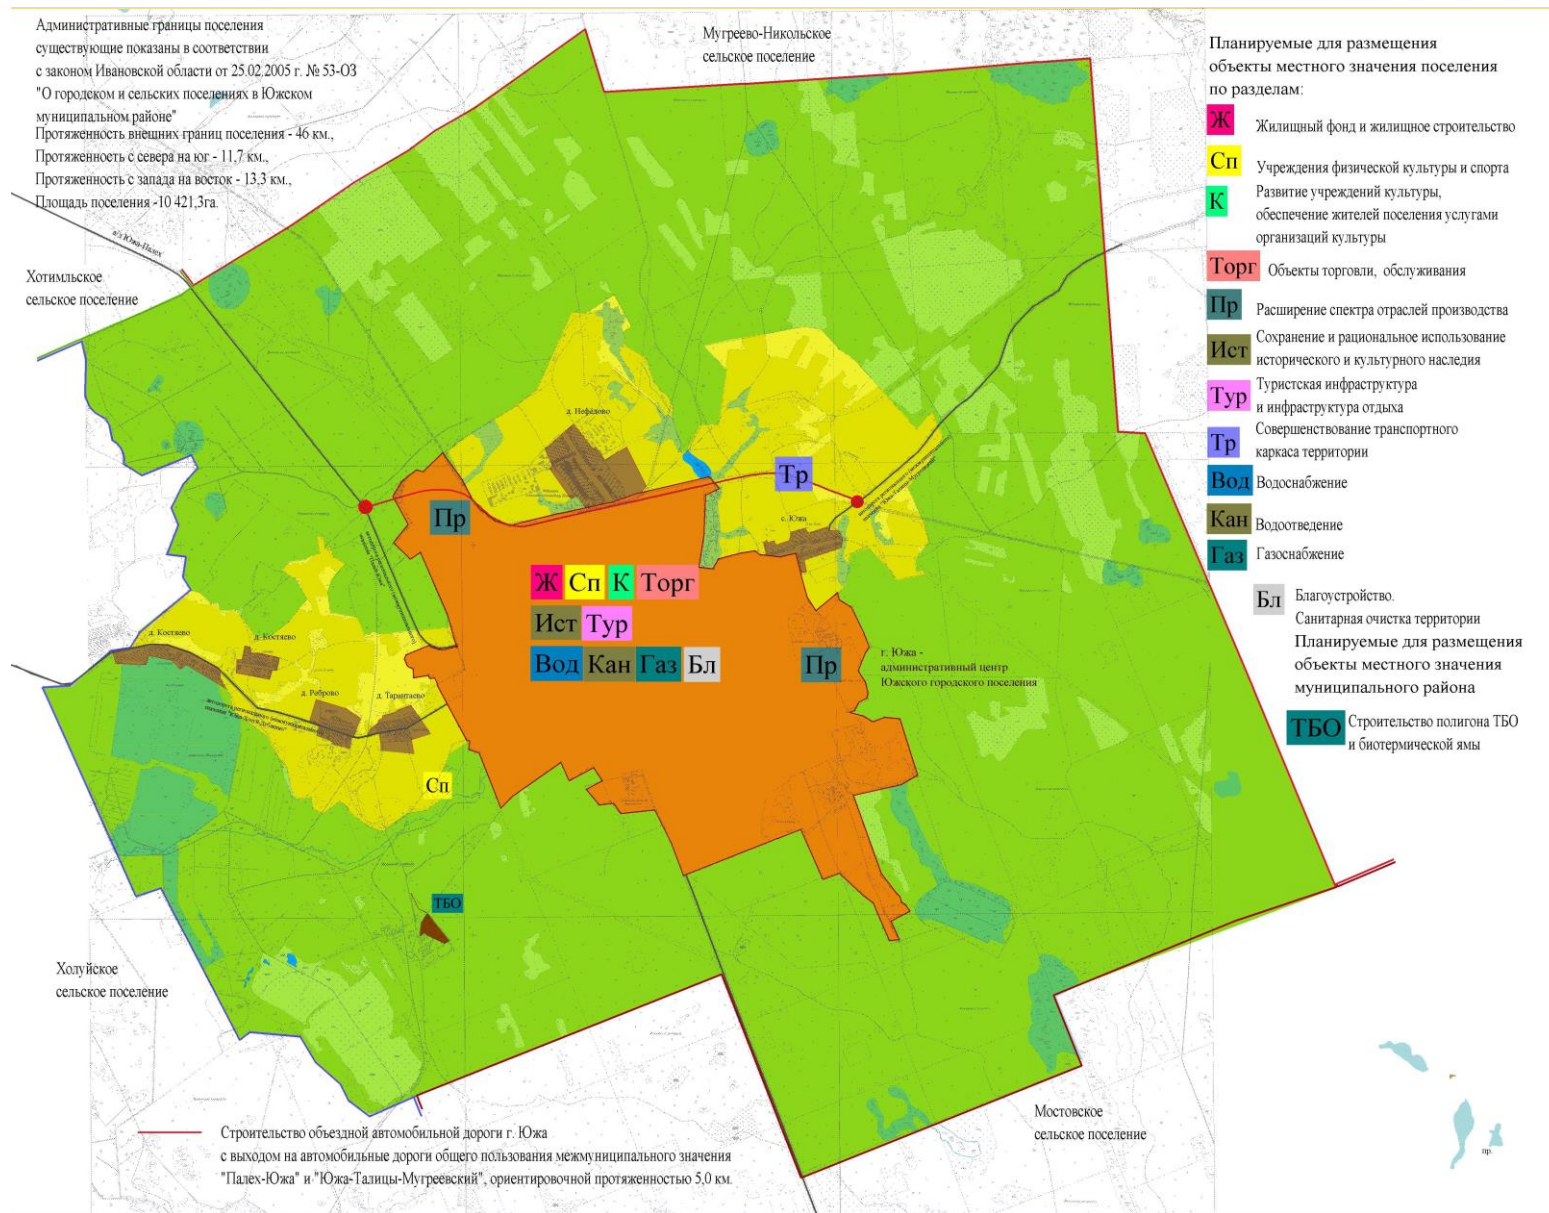 Административные границы поселения
существующие показаны в соответствии
с законом Ивановской области от 25.02.2005 г. № 53-ОЗ
"О городском и сельских поселениях в Южском
муниципальном районе"
Протяженность внешних границ поселения - 46 км.,
Протяженность с севера на юг - 11,7 км.,
Протяженность с запада на восток - 13,3 км.,
Площадь поселения -10 421,3га.
Мугреево-Никольское
сельское поселение
Хотимльское
сельское поселение
а/д Южа-Палех
д. Нефёдово
Тр
с. Южа
Пр
Ж Сп К Торг
Ист Тур
Вод Кан Газ Бл
Пр
г. Южа -
административный центр
Южского городского поселения
д. Костяево
д. Костяево
д. Реброво
д. Тарантаево
Сп
ТБО
Холуйское
сельское поселение
Мостовское
сельское поселение
пр.
Строительство объездной автомобильной дороги г. Южа
с выходом на автомобильные дороги общего пользования межмуниципального значения
"Палех-Южа" и "Южа-Талицы-Мугреевский", ориентировочной протяженностью 5,0 км.
Планируемые для размещения
объекты местного значения поселения
по разделам:
Ж Жилищный фонд и жилищное строительство
Сп Учреждения физической культуры и спорта
К Развитие учреждений культуры,
обеспечение жителей поселения услугами
организаций культуры
Торг Объекты торговли, обслуживания
Пр Расширение спектра отраслей производства
Ист Сохранение и рациональное использование
исторического и культурного наследия
Тур Туристская инфраструктура
и инфраструктура отдыха
Тр Совершенствование транспортного
каркаса территории
Вод Водоснабжение
Кан Водоотведение
Газ Газоснабжение
Бл Благоустройство.
Санитарная очистка территории
Планируемые для размещения
объекты местного значения
муниципального района
ТБО Строительство полигона ТБО
и биотермической ямы